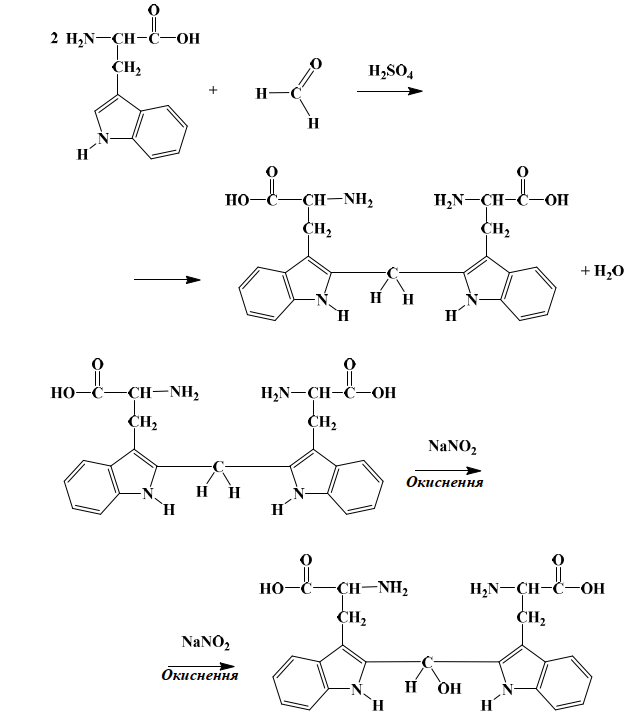 O
2 H₂N—CH—C—OH
CH₂
N
H
+
O
H—C
H
H₂SO₄
O
HO—C—CH—NH₂
CH₂
N
H
C
H H
O
H₂N—CH—C—OH
CH₂
N
H
+ H₂O
O
HO—C—CH—NH₂
CH₂
N
H
C
H H
O
H₂N—CH—C—OH
CH₂
N
H
NaNO₂
Окиснення
NaNO₂
Окиснення
O
HO—C—CH—NH₂
CH₂
N
H
C
H OH
O
H₂N—CH—C—OH
CH₂
N
H